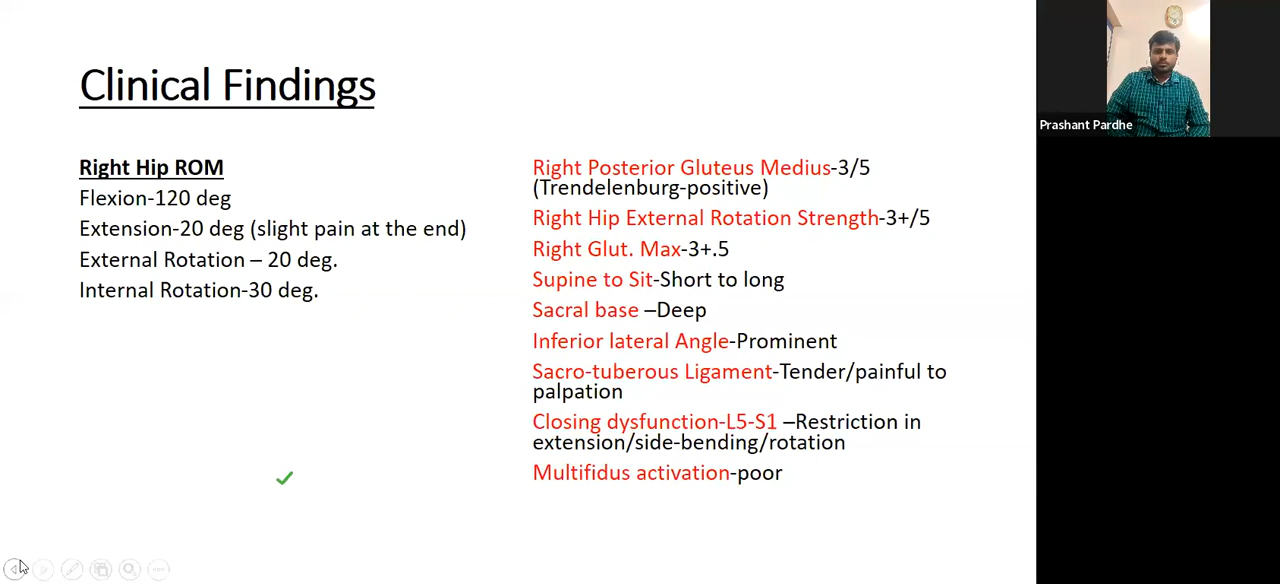 Clinical Findings
Right Hip ROM
Flexion-120 deg
Extension-20 deg (slight pain at the end)
External Rotation – 20 deg.
Internal Rotation-30 deg.
Right Posterior Gluteus Medius-3/5
(Trendelenburg-positive)
Right Hip External Rotation Strength-3+/5
Right Glut. Max-3+.5
Supine to Sit-Short to long
Sacral base –Deep
Inferior lateral Angle-Prominent
Sacro-tuberous Ligament-Tender/painful to
palpation
Closing dysfunction-L5-S1 –Restriction in
extension/side-bending/rotation
Multifidus activation-poor
Prashant Pardhe